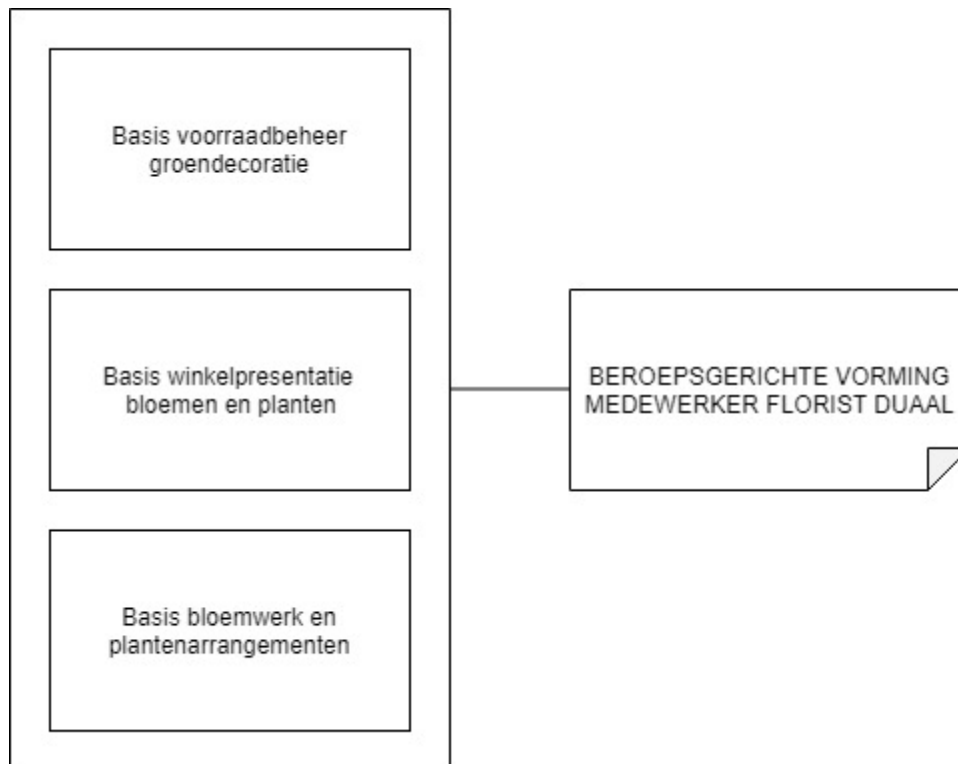 Basis voorraadbeheer
groendecoratie
Basis winkelpresentatie
bloemen en planten
BEROEPSGERICHTE VORMING
MEDEWERKER FLORIST DUAAL
Basis bloemwerk en
plantenarrangementen